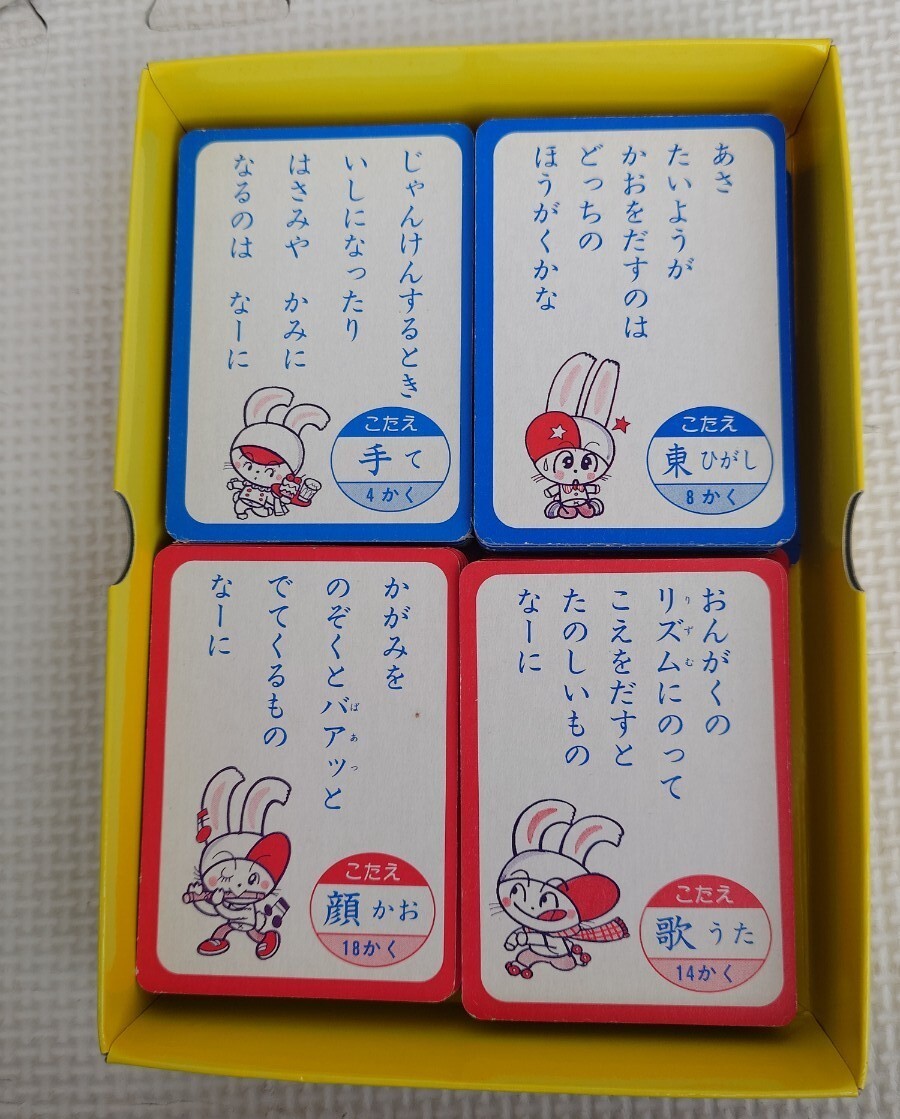 じゃんけんするとき
いしになったり
はさみや　かみに
なるのは　なーに
こたえ
手 て
4かく
あさ
たいようが
かおをだすのは
どっちの
ほうがくかな
こたえ
東 ひがし
8かく
かがみを
のぞくとバアッと
ばあっ
でてくるもの
なーに
こたえ
顔 かお
18かく
おんがくの
リズムにのって
りずむ
こえをだすと
たのしいもの
なーに
こたえ
歌 うた
14かく